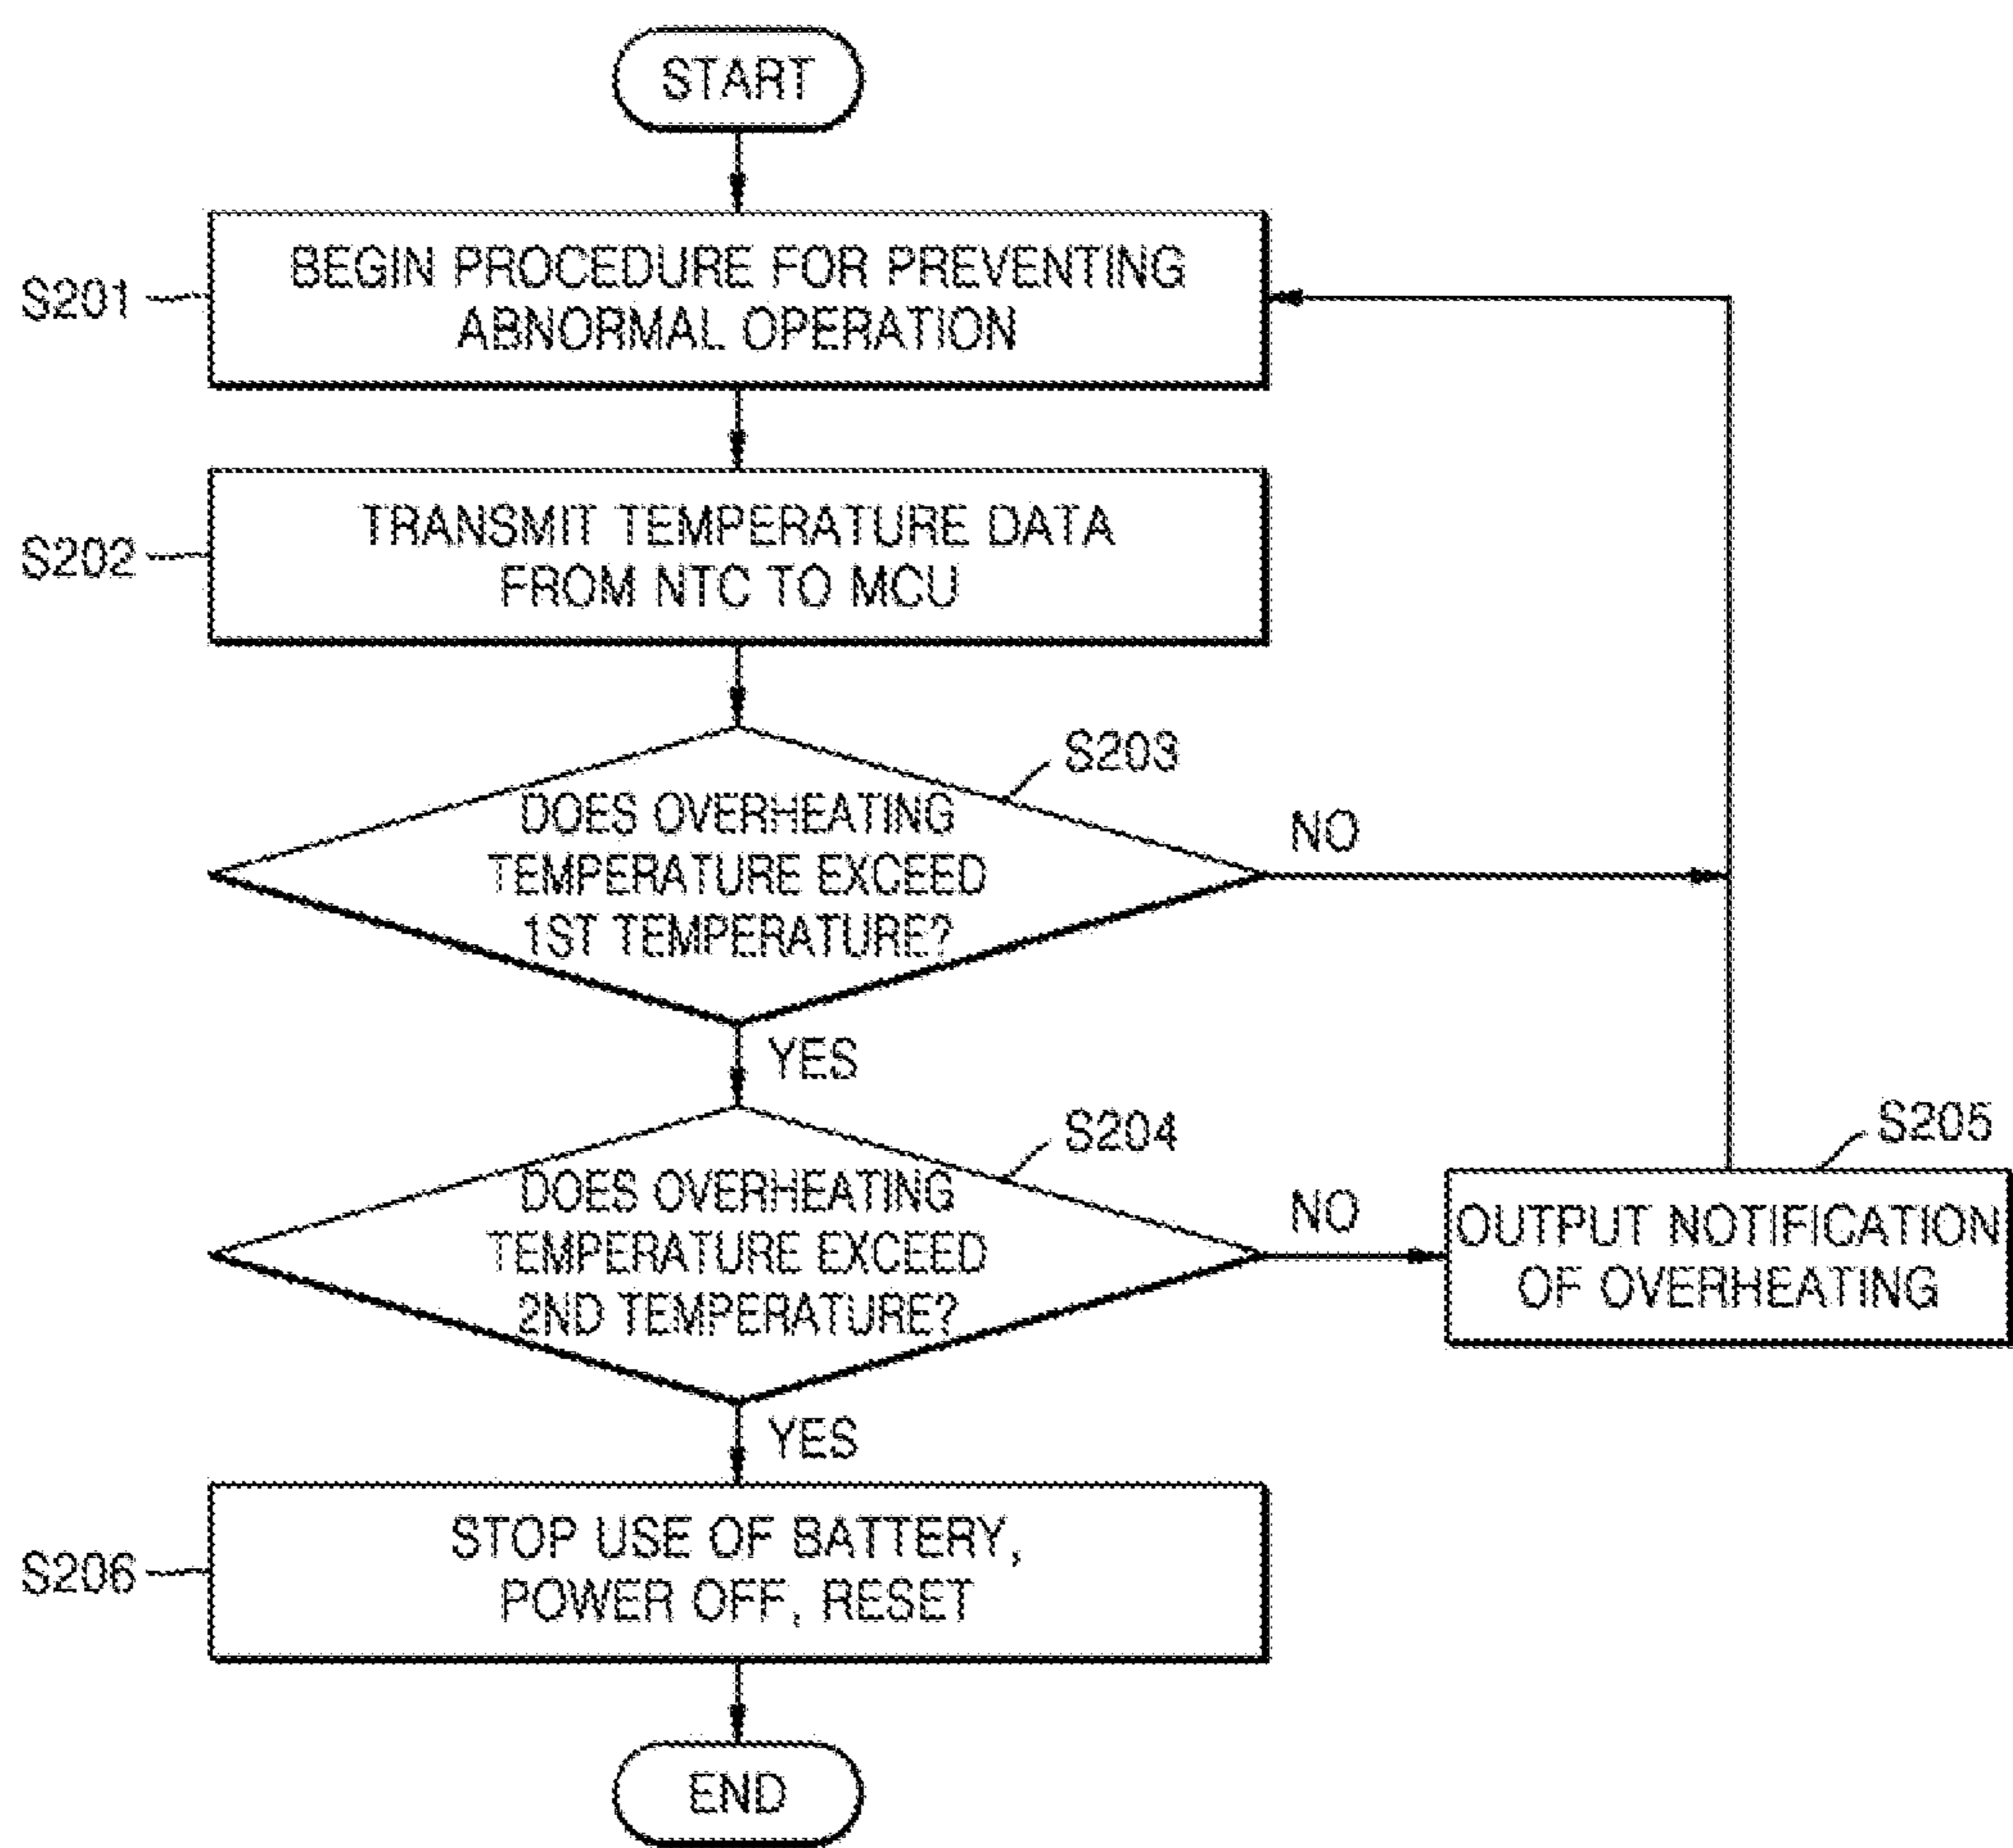 START
S201
BEGIN PROCEDURE FOR PREVENTING
ABNORMAL OPERATION
S202
TRANSMIT TEMPERATURE DATA
FROM NTC TO MCU
S203
DOES OVERHEATING
TEMPERATURE EXCEED
1ST TEMPERATURE?
NO
YES
S204
DOES OVERHEATING
TEMPERATURE EXCEED
2ND TEMPERATURE?
NO
S205
OUTPUT NOTIFICATION
OF OVERHEATING
YES
S206
STOP USE OF BATTERY,
POWER OFF, RESET
END